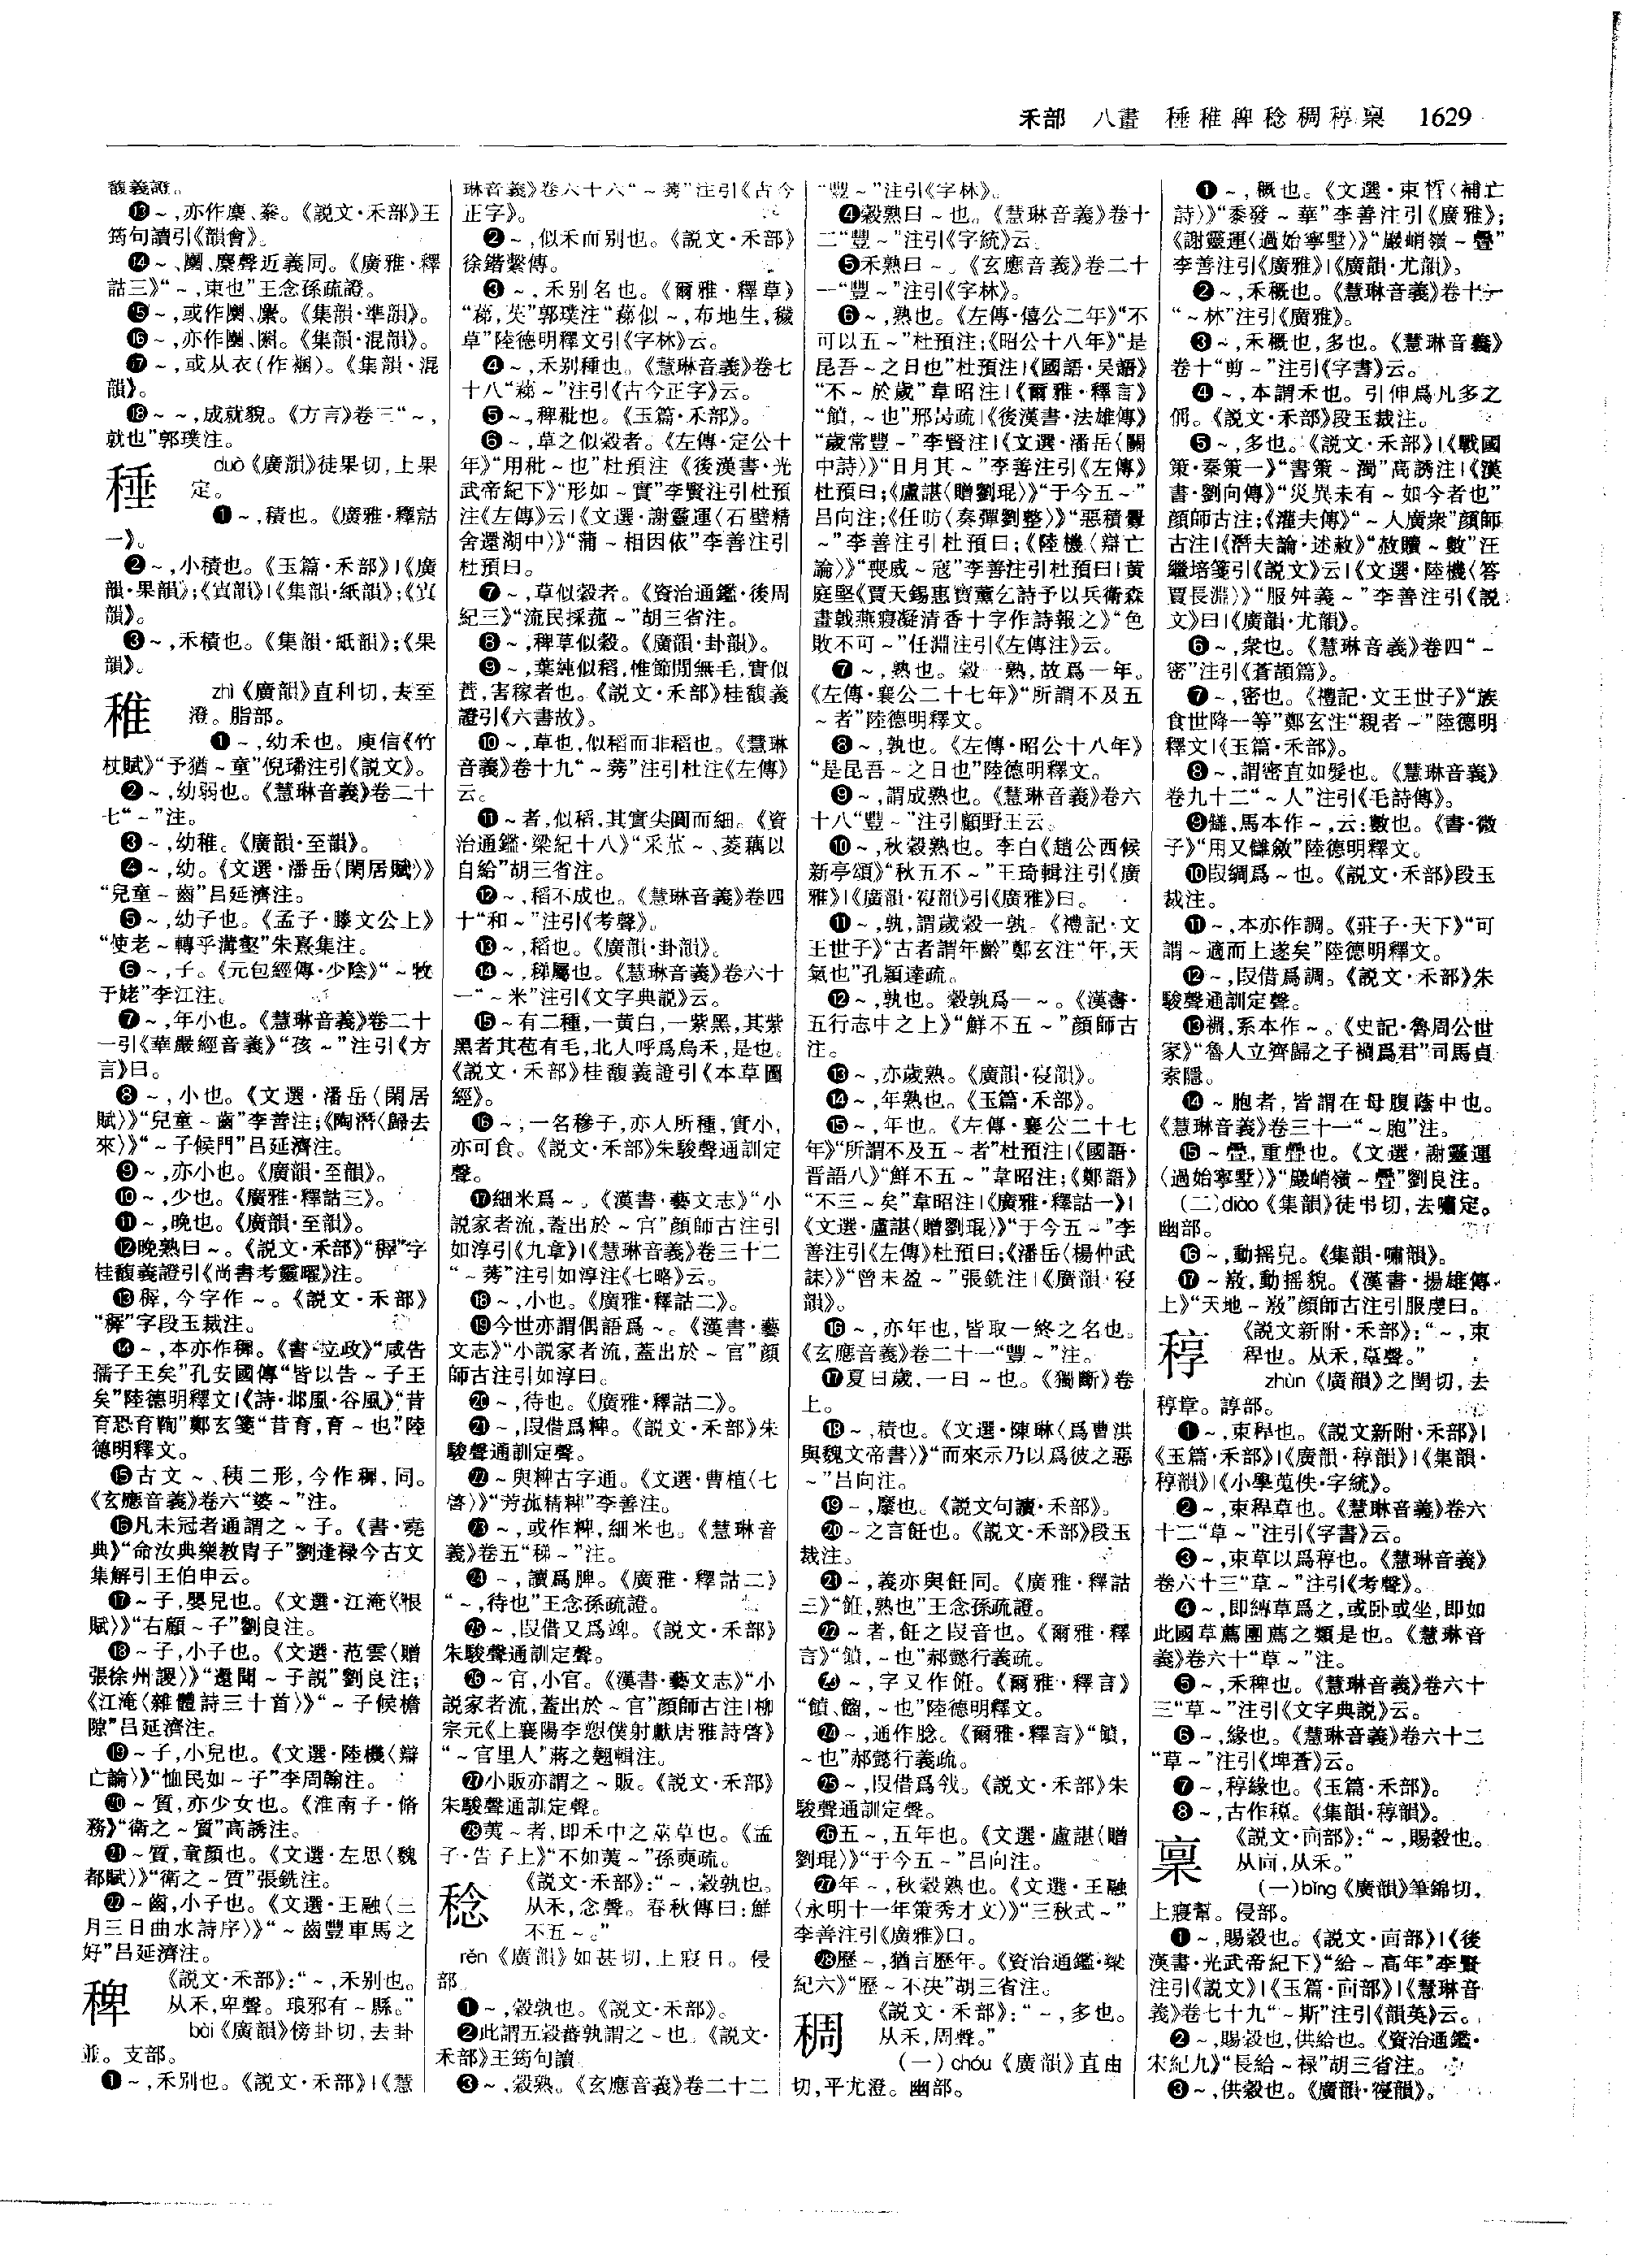 禾部 八畫 稑稚稗稔稠稕稟 1629
馥義證。
⓭~,亦作麇、絭。《説文·禾部》王
筠句讀引《韻會》。
⓮~、閫、麇聲近義同。《廣雅·釋
詁三》“~,束也”王念孫疏證。
⓯~,或作閫、麇。《集韻·準韻》。
⓰~,亦作閫、閫。《集韻·混韻》。
⓱~,或从衣(作裍)。《集韻·混
韻》。
⓲~~,成就貌。《方言》卷三“~,
就也”郭璞注。
duǒ《廣韻》徒果切,上果
定。
❶~,積也。《廣雅·釋詁
一》。
❷~,小積也。《玉篇·禾部》|《廣
韻·果韻》;《寘韻》|《集韻·紙韻》;《寘
韻》。
❸~,禾積也。《集韻·紙韻》;《果
韻》。
稚 zhì《廣韻》直利切,去至
澄。脂部。
❶~,幼禾也。庾信《竹
杖賦》“予猶~童”倪璠注引《説文》。
❷~,幼弱也。《慧琳音義》卷二十
七“~”注。
❸~,幼稚。《廣韻·至韻》。
❹~,幼。《文選·潘岳〈閑居賦〉》
“兒童~齒”吕延濟注。
❺~,幼子也。《孟子·滕文公上》
“使老~轉乎溝壑”朱熹集注。
❻~,子。《元包經傳·少陰》“~牧
于姥”李江注。
❼~,年小也。《慧琳音義》卷二十
一引《華嚴經音義》“孩~”注引《方
言》曰。
❽~,小也。《文選·潘岳〈閑居
賦〉》“兒童~齒”李善注;《陶潛〈歸去
來〉》“~子候門”吕延濟注。
❾~,亦小也。《廣韻·至韻》。
❿~,少也。《廣雅·釋詁三》。
⓫~,晚也。《廣韻·至韻》。
⓬晚熟曰~。《説文·禾部》“稺”字
桂馥義證引《尚書考靈曜》注。
⓭稺,今字作~。《説文·禾部》
“稺”字段玉裁注。
⓮~,本亦作稺。《書·立政》“咸告
孺子王矣”孔安國傳“皆以告~子王
矣”陸德明釋文|《詩·邶風·谷風》“昔
育恐育鞫”鄭玄箋“昔育,育~也”陸
德明釋文。
⓯古文~、稊二形,今作稺,同。
《玄應音義》卷六“嬰~”注。
⓰凡未冠者通謂之~子。《書·堯
典》“命汝典樂教胄子”劉逢禄今古文
集解引王伯申云。
⓱~子,嬰兒也。《文選·江淹〈恨
賦〉》“右顧~子”劉良注。
⓲~子,小子也。《文選·范雲〈贈
張徐州謖〉》“還聞~子説”劉良注;
《江淹〈雜體詩三十首〉》“~子候檐
隙”吕延濟注。
⓳~子,小兒也。《文選·陸機〈辯
亡論〉》“恤民如~子”李周翰注。
⓴~質,亦少女也。《淮南子·脩
務》“衛之~質”高誘注。
㉑~質,童顏也。《文選·左思〈魏
都賦〉》“衛之~質”張銑注。
㉒~齒,小子也。《文選·王融〈三
月三日曲水詩序〉》“~齒豐車馬之
好”吕延濟注。
稗 《説文·禾部》:“~,禾别也。
从禾,卑聲。琅邪有~縣。”
bài《廣韻》傍卦切,去卦
並。支部。
❶~,禾别也。《説文·禾部》|《慧
琳音義》卷六十六“~莠”注引《古今
正字》。
❷~,似禾而别也。《説文·禾部》
徐鍇繫傳。
❸~,禾别名也。《爾雅·釋草》
“蕛,苵”郭璞注“蕛似~,布地生,穢
草”陸德明釋文引《字林》云。
❹~,禾别種也。《慧琳音義》卷七
十八“稊~”注引《古今正字》云。
❺~,稗秕也。《玉篇·禾部》。
❻~,草之似穀者。《左傳·定公十
年》“用秕~也”杜預注《後漢書·光
武帝紀下》“形如~實”李賢注引杜預
注《左傳》云|《文選·謝靈運〈石壁精
舍還湖中〉》“蒲~相因依”李善注引
杜預曰。
❼~,草似穀者。《資治通鑑·後周
紀三》“流民採菰~”胡三省注。
❽~,稗草似穀。《廣韻·卦韻》。
❾~,葉純似稻,惟節間無毛,實似
䔬,害稼者也。《説文·禾部》桂馥義
證引《六書故》。
❿~,草也,似稻而非稻也。《慧琳
音義》卷十九“~莠”注引杜注《左傳》
云。
⓫~者,似稻,其實尖圓而細。《資
治通鑑·梁紀十八》“采菰~、菱藕以
自給”胡三省注。
⓬~,稻不成也。《慧琳音義》卷四
十“和~”注引《考聲》。
⓭~,稻也。《廣韻·卦韻》。
⓮~,稊屬也。《慧琳音義》卷六十
一“~米”注引《文字典説》云。
⓯~有二種,一黄白,一紫黑,其紫
黑者其苞有毛,北人呼爲烏禾,是也。
《説文·禾部》桂馥義證引《本草圖
經》。
⓰~;一名穇子,亦人所種,實小,
亦可食。《説文·禾部》朱駿聲通訓定
聲。
⓱細米爲~。《漢書·藝文志》“小
説家者流,蓋出於~官”顏師古注引
如淳引《九章》|《慧琳音義》卷三十二
“~莠”注引如淳注《七略》云。
⓲~,小也。《廣雅·釋詁二》。
⓳今世亦謂偶語爲~。《漢書·藝
文志》“小説家者流,蓋出於~官”顏
師古注引如淳曰。
⓴~,待也。《廣雅·釋詁二》。
㉑~,叚借爲粺。《説文·禾部》朱
駿聲通訓定聲。
㉒~與粺古字通。《文選·曹植〈七
啓〉》“芳菰精粺”李善注。
㉓~,或作粺,細米也。《慧琳音
義》卷五“稊~”注。
㉔~,讀爲脾。《廣雅·釋詁二》
“~,待也”王念孫疏證。
㉕~,叚借又爲竱。《説文·禾部》
朱駿聲通訓定聲。
㉖~官,小官。《漢書·藝文志》“小
説家者流,蓋出於~官”顏師古注|柳
宗元《上襄陽李愬僕射獻唐雅詩啓》
“~官里人”蔣之翹輯注。
㉗小販亦謂之~販。《説文·禾部》
朱駿聲通訓定聲。
㉘荑~者,即禾中之莠草也。《孟
子·告子上》“不如荑~”孫奭疏。
稔 《説文·禾部》:“~,穀孰也。
从禾,念聲。春秋傳曰:鮮
不五~。”
rěn《廣韻》如甚切,上寢日。侵
部。
❶~,穀孰也。《説文·禾部》。
❷此謂五穀蕃孰謂之~也。《説文·
禾部》王筠句讀。
❸~,穀熟。《玄應音義》卷二十二
“豐~”注引《字林》。
❹穀熟曰~也。《慧琳音義》卷十
二“豐~”注引《字統》云。
❺禾熟曰~。《玄應音義》卷二十
一“豐~”注引《字林》。
❻~,熟也。《左傳·僖公二年》“不
可以五~”杜預注;《昭公十八年》“是
昆吾~之日也”杜預注|《國語·吴語》
“不~於歲”韋昭注|《爾雅·釋言》
“饙,~也”邢昺疏|《後漢書·法雄傳》
“歲常豐~”李賢注|《文選·潘岳〈關
中詩〉》“日月其~”李善注引《左傳》
杜預曰;《盧諶〈贈劉琨〉》“于今五~”
吕向注;《任昉〈奏彈劉整〉》“惡積釁
~”李善注引杜預曰;《陸機〈辯亡
論〉》“喪威~寇”李善注引杜預曰|黄
庭堅《賈天錫惠寶薰乞詩予以兵衛森
畫戟燕寢凝清香十字作詩報之》“色
敗不可~”任淵注引《左傳注》云。
❼~,熟也。穀一熟,故爲一年。
《左傳·襄公二十七年》“所謂不及五
~者”陸德明釋文。
❽~,孰也。《左傳·昭公十八年》
“是昆吾~之日也”陸德明釋文。
❾~,謂成熟也。《慧琳音義》卷六
十八“豐~”注引顧野王云。
❿~,秋穀熟也。李白《趙公西候
新亭頌》“秋五不~”王琦輯注引《廣
雅》|《廣韻·寑韻》引《廣雅》曰。
⓫~,孰,謂歲穀一孰。《禮記·文
王世子》“古者謂年齡”鄭玄注“年,天
氣也”孔穎達疏。
⓬~,孰也。穀孰爲一~。《漢書·
五行志中之上》“鮮不五~”顏師古
注。
⓭~,亦歲熟。《廣韻·寑韻》。
⓮~,年熟也。《玉篇·禾部》。
⓯~,年也。《左傳·襄公二十七
年》“所謂不及五~者”杜預注|《國語·
晋語八》“鮮不五~”韋昭注;《鄭語》
“不三~矣”韋昭注|《廣雅·釋詁一》|
《文選·盧諶〈贈劉琨〉》“于今五~”李
善注引《左傳》杜預曰;《潘岳〈楊仲武
誄〉》“曾未盈~”張銑注|《廣韻·寑
韻》。
⓰~,亦年也,皆取一終之名也。
《玄應音義》卷二十一“豐~”注。
⓱夏曰歲,一曰~也。《獨斷》卷
上。
⓲~,積也。《文選·陳琳〈爲曹洪
與魏文帝書〉》“而來示乃以爲彼之惡
~”吕向注。
⓳~,穈也。《説文句讀·禾部》。
⓴~之言飪也。《説文·禾部》段玉
裁注。
㉑~,義亦與飪同。《廣雅·釋詁
三》“飪,熟也”王念孫疏證。
㉒~者,飪之叚音也。《爾雅·釋
言》“饙,~也”郝懿行義疏。
㉓~,字又作餁。《爾雅·釋言》
“饙、餾,~也”陸德明釋文。
㉔~,通作腍。《爾雅·釋言》“饙,
~也”郝懿行義疏。
㉕~,叚借爲戗。《説文·禾部》朱
駿聲通訓定聲。
㉖五~,五年也。《文選·盧諶〈贈
劉琨〉》“于今五~”吕向注。
㉗年~,秋穀熟也。《文選·王融
〈永明十一年策秀才文〉》“三秋式~”
李善注引《廣雅》曰。
㉘歷~,猶言歷年。《資治通鑑·梁
紀六》“歷~不決”胡三省注。
稠 《説文·禾部》:“~,多也。
从禾,周聲。”
(一)chóu《廣韻》直由
切,平尤澄。幽部。
❶~,穊也。《文選·束皙〈補亡
詩〉》“黍發~華”李善注引《廣雅》;
《謝靈運〈過始寧墅〉》“巖峭嶺~疊”
李善注引《廣雅》|《廣韻·尤韻》。
❷~,禾穊也。《慧琳音義》卷十一
“~林”注引《廣雅》。
❸~,禾穊也,多也。《慧琳音義》
卷十“剪~”注引《字書》云。
❹~,本謂禾也。引伸爲凡多之
偁。《説文·禾部》段玉裁注。
❺~,多也。《説文·禾部》|《戰國
策·秦策一》“書策~濁”高誘注|《漢
書·劉向傳》“災異未有~如今者也”
顏師古注;《灌夫傳》“~人廣衆”顏師
古注|《潛夫論·述赦》“赦贖~數”汪
繼培箋引《説文》云|《文選·陸機〈答
賈長淵〉》“服舛義~”李善注引《説
文》曰|《廣韻·尤韻》。
❻~,衆也。《慧琳音義》卷四“~
密”注引《蒼頡篇》。
❼~,密也。《禮記·文王世子》“族
食世降一等”鄭玄注“親者~”陸德明
釋文|《玉篇·禾部》。
❽~,謂密直如髮也。《慧琳音義》
卷九十二“~人”注引《毛詩傳》。
❾讎,馬本作~,云:數也。《書·微
子》“用乂讎斂”陸德明釋文。
❿叚綢爲~也。《説文·禾部》段玉
裁注。
⓫~,本亦作調。《莊子·天下》“可
謂~適而上遂矣”陸德明釋文。
⓬~,叚借爲調。《説文·禾部》朱
駿聲通訓定聲。
⓭裯,系本作~。《史記·魯周公世
家》“魯人立齊歸之子裯爲君”司馬貞
索隱。
⓮~胞者,皆謂在母腹蔭中也。
《慧琳音義》卷三十一“~胞”注。
⓯~疊,重疊也。《文選·謝靈運
〈過始寧墅〉》“巖峭嶺~疊”劉良注。
(二)diào《集韻》徒弔切,去嘯定。
幽部。
⓰~,動摇皃。《集韻·嘯韻》。
⓱~㪣,動摇貌。《漢書·揚雄傳
上》“天地~㪣”顏師古注引服虔曰。
稕 《説文新附·禾部》:“~,束
稈也。从禾,𦎫聲。”
zhùn《廣韻》之閏切,去
稕章。諄部。
❶~,束稈也。《説文新附·禾部》|
《玉篇·禾部》|《廣韻·稕韻》|《集韻·
稕韻》|《小學蒐佚·字統》。
❷~,束稈草也。《慧琳音義》卷六
十二“草~”注引《字書》云。
❸~,束草以爲稕也。《慧琳音義》
卷六十三“草~”注引《考聲》。
❹~,即縛草爲之,或卧或坐,即如
此國草薦團薦之類是也。《慧琳音
義》卷六十“草~”注。
❺~,禾稗也。《慧琳音義》卷六十
三“草~”注引《文字典説》云。
❻~,緣也。《慧琳音義》卷六十二
“草~”注引《埤蒼》云。
❼~,稕緣也。《玉篇·禾部》。
❽~,古作稕。《集韻·稕韻》。
稟 《説文·㐭部》:“~,賜穀也。
从㐭,从禾。”
(一)bǐng《廣韻》筆錦切,
上寢幫。侵部。
❶~,賜穀也。《説文·㐭部》|《後
漢書·光武帝紀下》“給~高年”李賢
注引《説文》|《玉篇·㐭部》|《慧琳音
義》卷七十九“~斯”注引《韻英》云。
❷~,賜穀也,供給也。《資治通鑑·
宋紀九》“長給~禄”胡三省注。
❸~,供穀也。《廣韻·寑韻》。